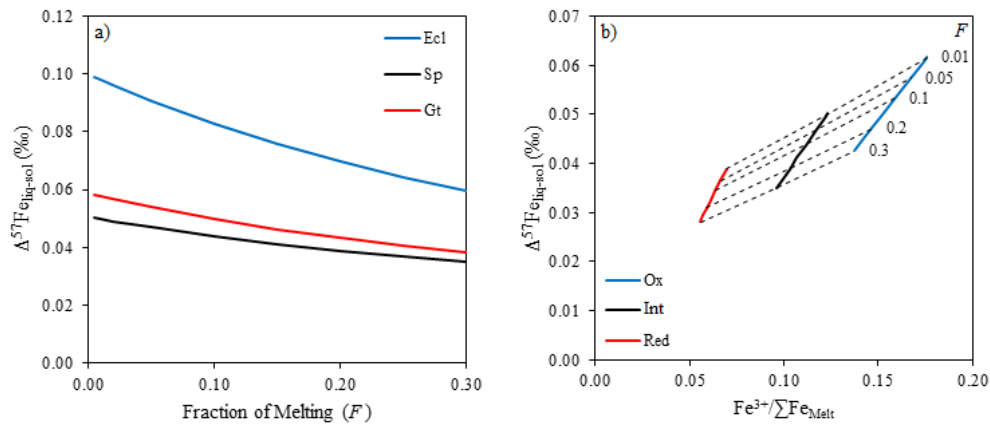 a)
Ecl
Sp
Gt
0.12
0.10
0.08
0.06
0.04
0.02
0.00
0.00 0.10 0.20 0.30
Δ⁵⁷Fe_liq-sol (‰)
Fraction of Melting (F)
b)
F
0.01
0.05
0.1
0.2
0.3
Ox
Int
Red
0.07
0.06
0.05
0.04
0.03
0.02
0.01
0.00
0.00 0.05 0.10 0.15 0.20
Δ⁵⁷Fe_liq-sol (‰)
Fe³⁺/∑Fe_Melt